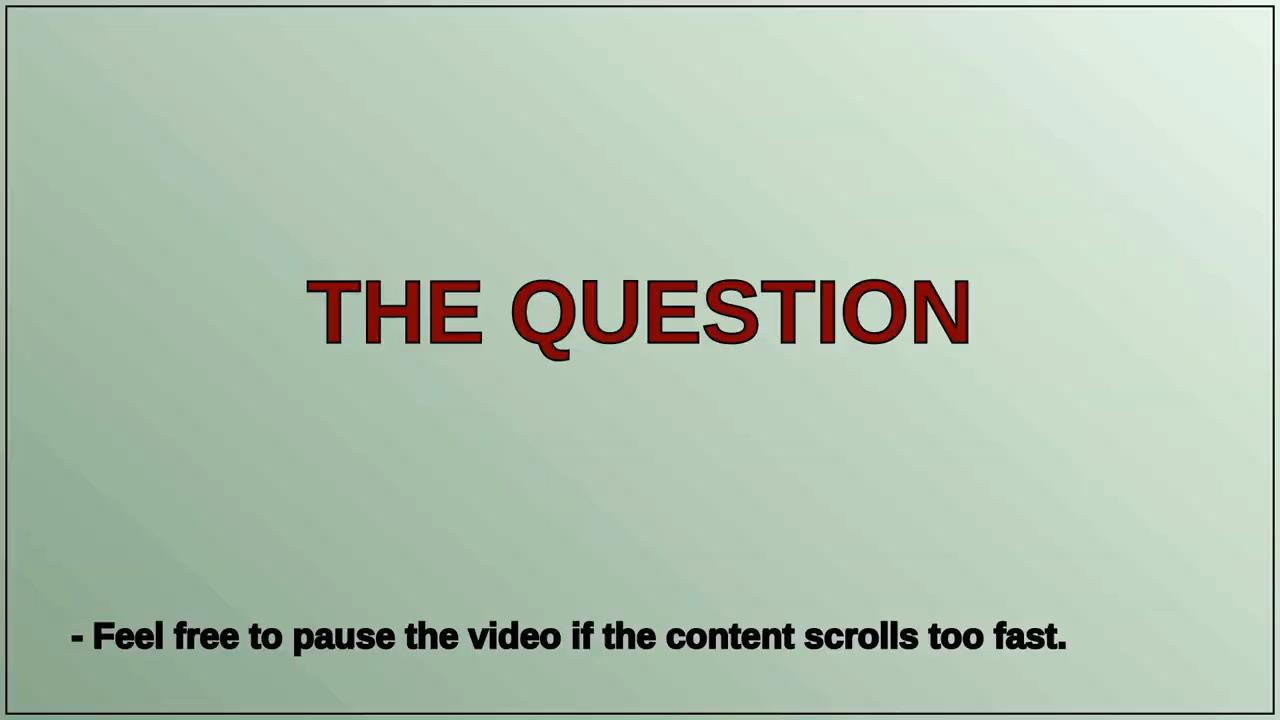 THE QUESTION
- Feel free to pause the video if the content scrolls too fast.